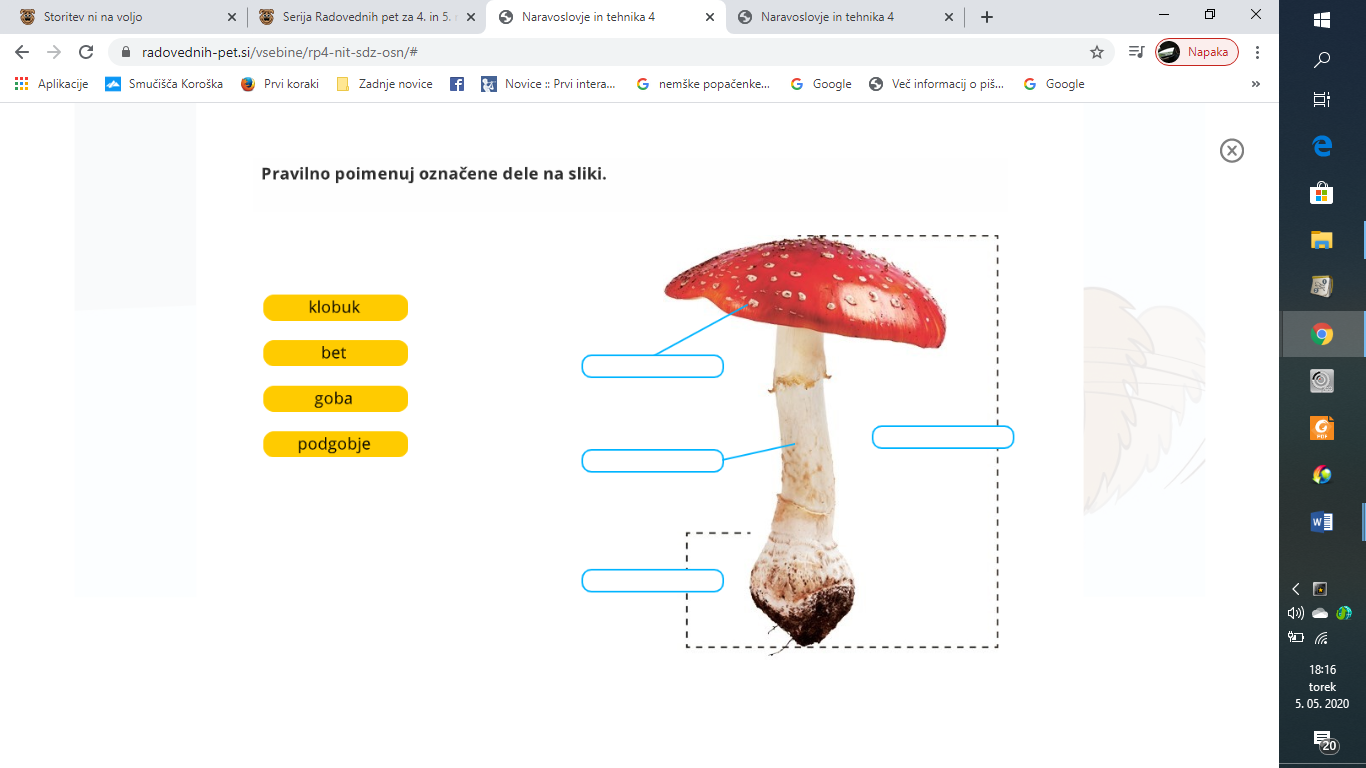 Storitev ni na voljo
Serija Radovednih pet za 4. in 5. r
Naravoslovje in tehnika 4
Naravoslovje in tehnika 4
radovednih-pet.si/vsebine/rp4-nit-sdz-osn/#
Napaka
Aplikacije
Smučišča Koroška
Prvi koraki
Zadnje novice
Novice :: Prvi intera...
nemške popačenke...
Google
Več informacij o piš...
Google
»
Pravilno poimenuj označene dele na sliki.
klobuk
bet
goba
podgobje
18:16
torek
5. 05. 2020
20